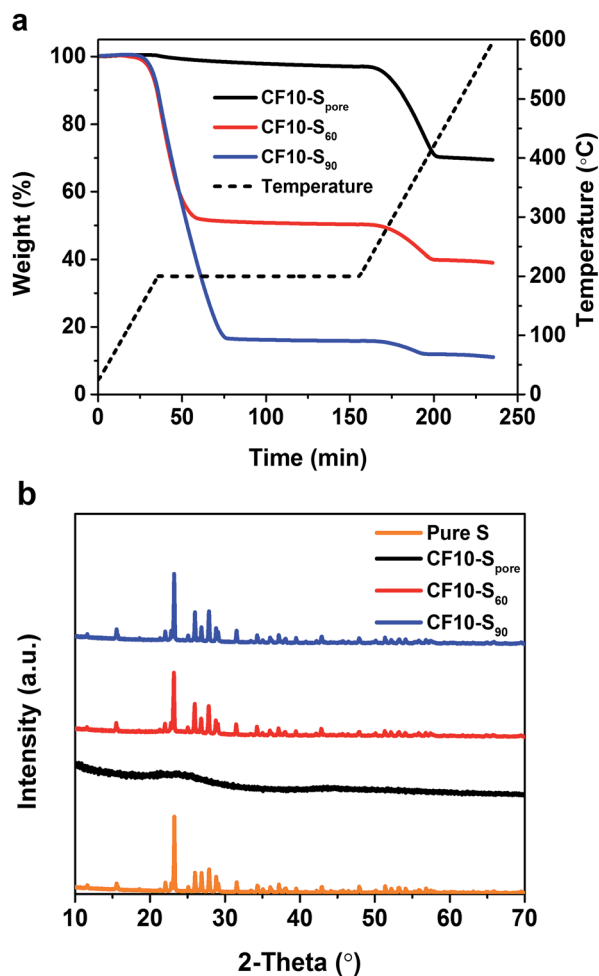 a
100
80
60
40
20
0
Weight (%)
600
500
400
300
200
100
0
Temperature (°C)
CF10-Spore
CF10-S60
CF10-S90
Temperature
0 50 100 150 200 250
Time (min)
b
Pure S
CF10-Spore
CF10-S60
CF10-S90
Intensity (a.u.)
10 20 30 40 50 60 70
2-Theta (°)